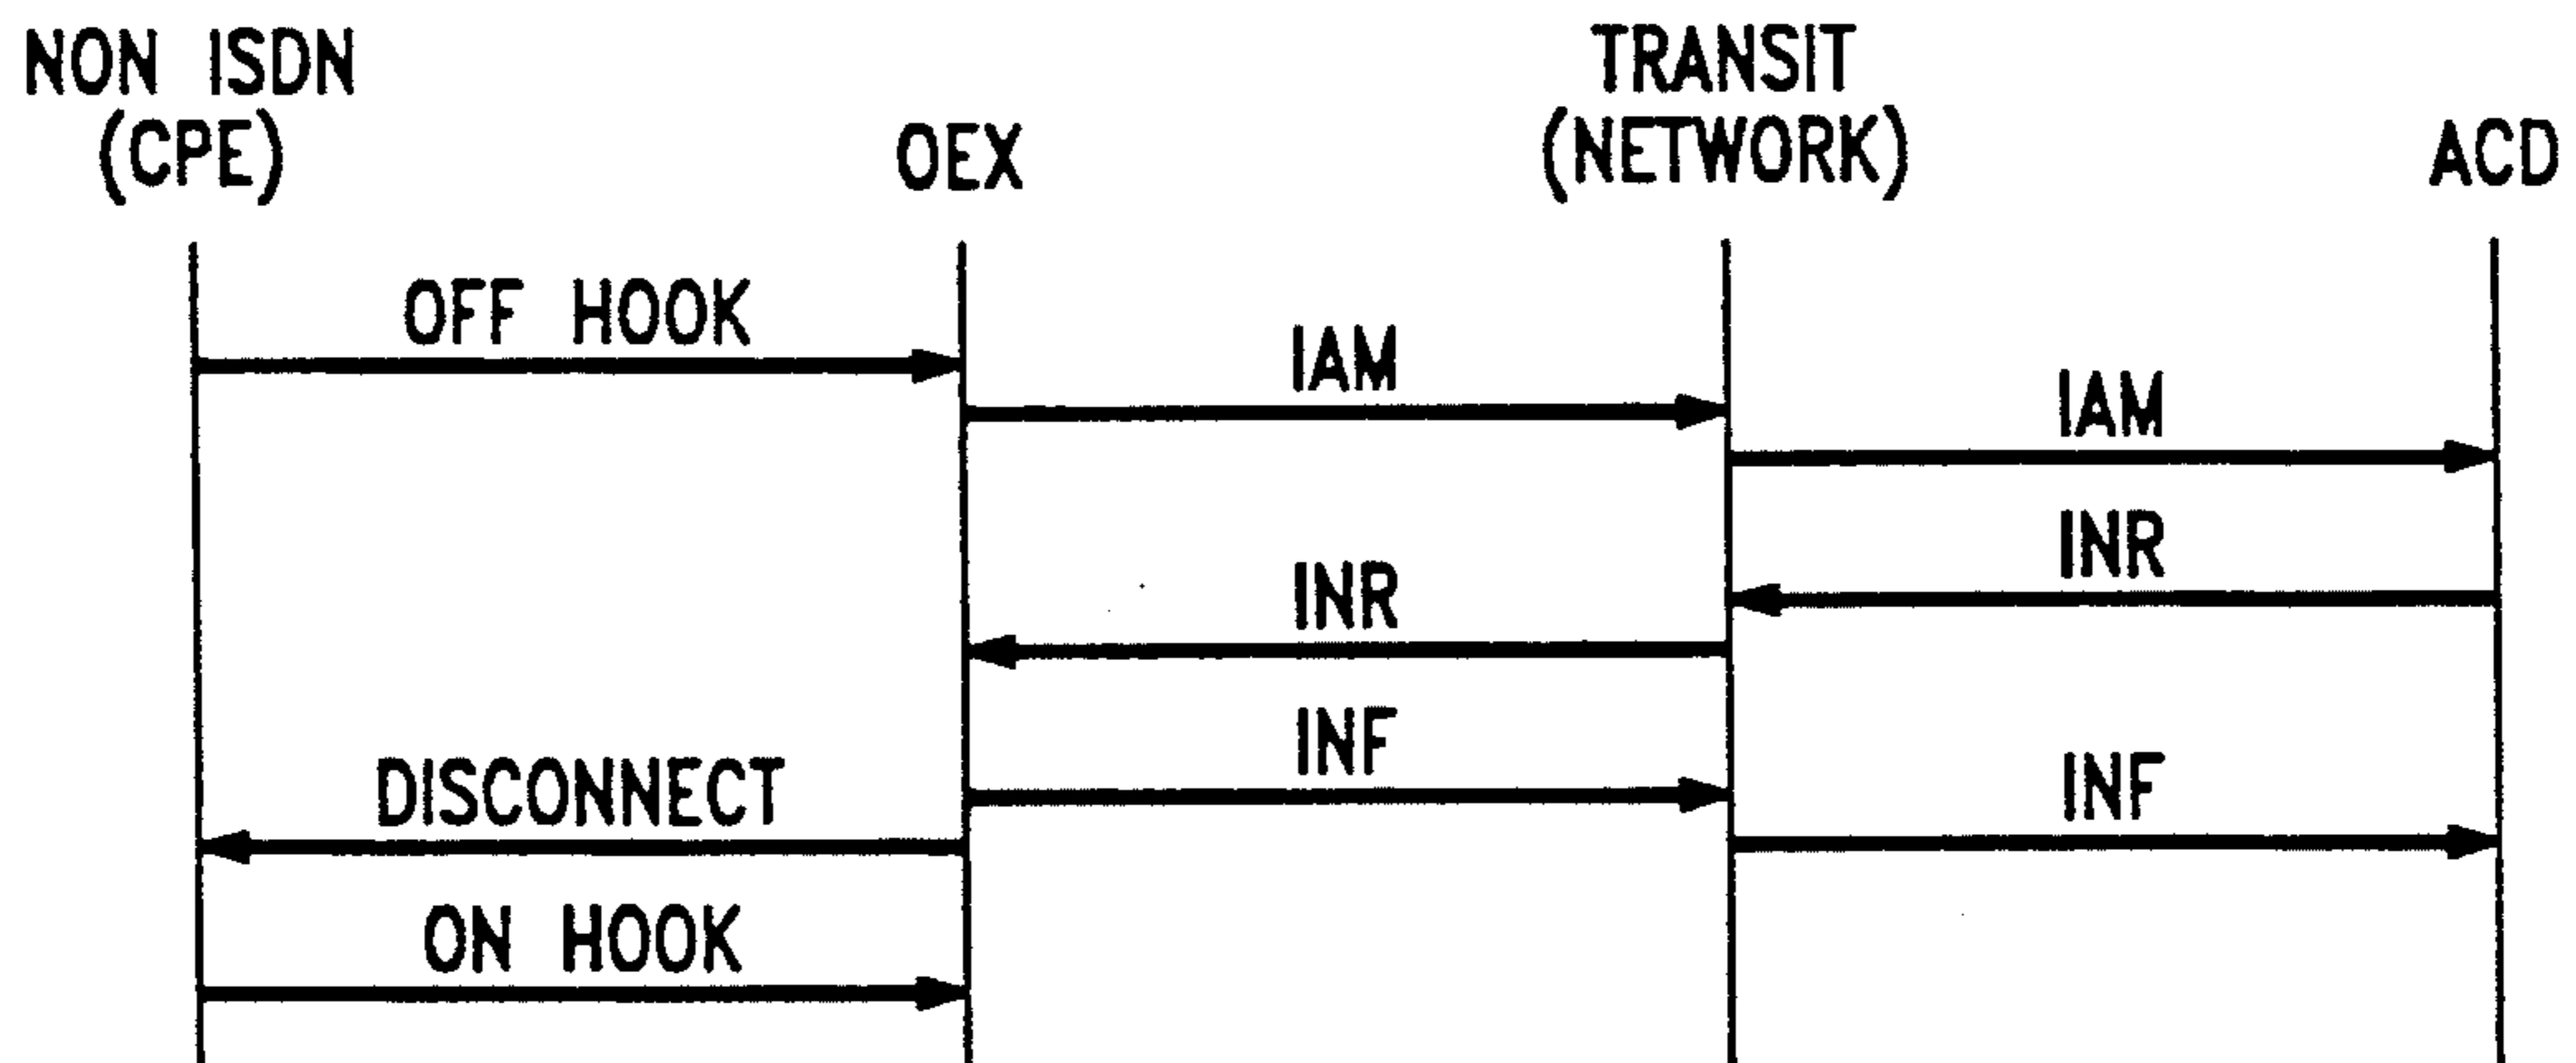 NON ISDN
(CPE)
OEX
TRANSIT
(NETWORK)
ACD
OFF HOOK
IAM
IAM
INR
INR
INF
DISCONNECT
INF
ON HOOK